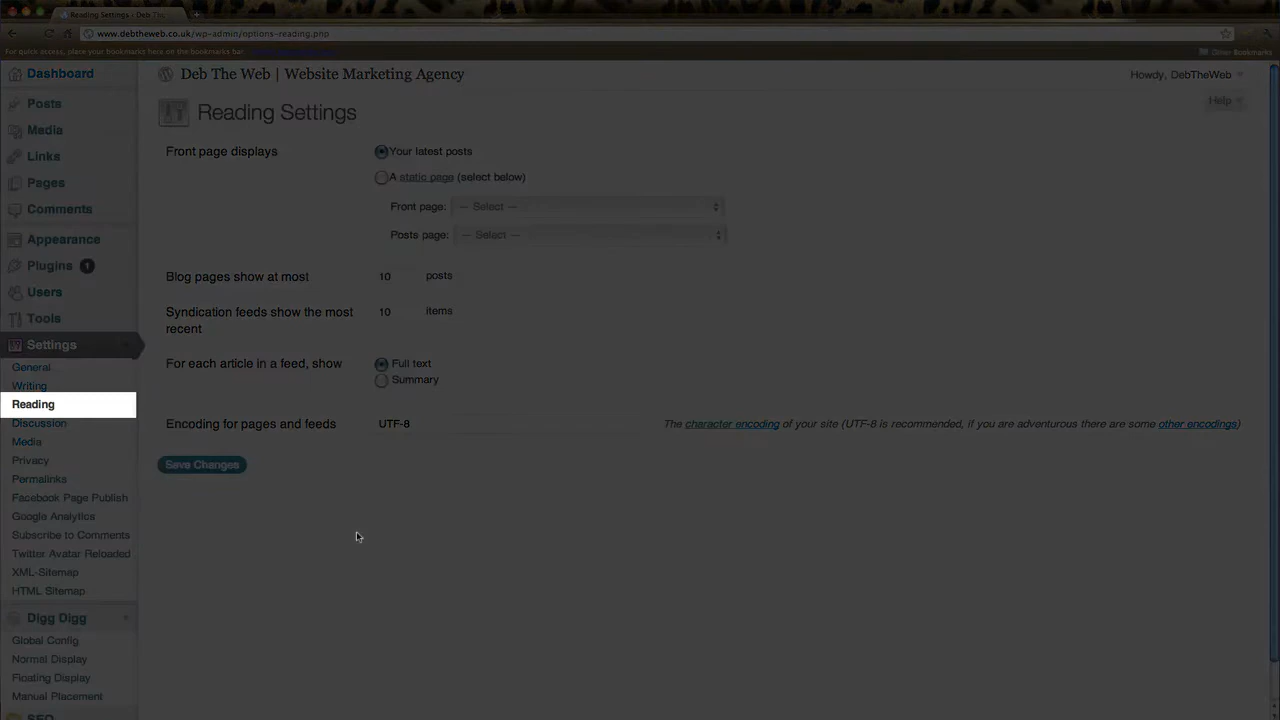 Reading Settings ‹ Deb The
www.debtheweb.co.uk/wp-admin/options-reading.php
For quick access, place your bookmarks here on the bookmarks bar.
Other Bookmarks
Dashboard
Posts
Media
Links
Pages
Comments
Appearance
Plugins 1
Users
Tools
Settings
General
Writing
Reading
Discussion
Media
Privacy
Permalinks
Facebook Page Publish
Google Analytics
Subscribe to Comments
Twitter Avatar Reloaded
XML-Sitemap
HTML Sitemap
Digg Digg
Global Config
Normal Display
Floating Display
Manual Placement
SEO
Deb The Web | Website Marketing Agency
Howdy, DebTheWeb
Help
Reading Settings
Front page displays
Your latest posts
A static page (select below)
Front page: — Select —
Posts page: — Select —
Blog pages show at most 10 posts
Syndication feeds show the most
recent
10 items
For each article in a feed, show
Full text
Summary
Encoding for pages and feeds UTF-8 The character encoding of your site (UTF-8 is recommended, if you are adventurous there are some other encodings)
Save Changes